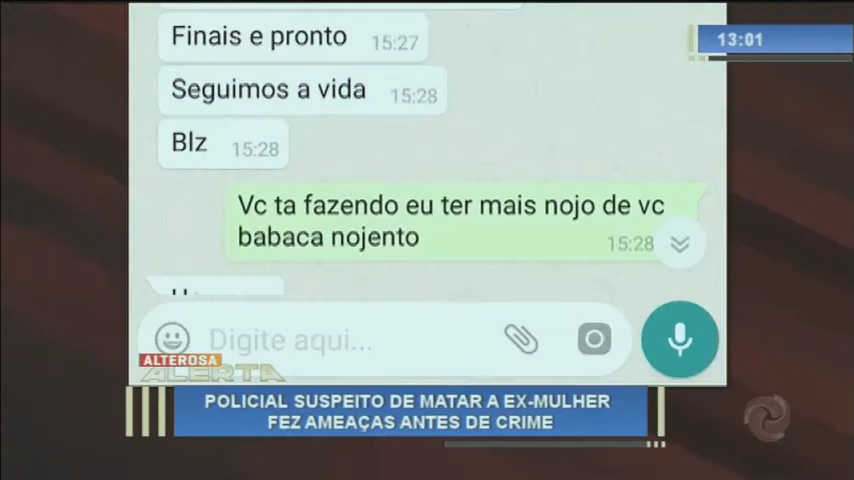 Finais e pronto 15:27
13:01
Seguimos a vida 15:28
Blz 15:28
Vc ta fazendo eu ter mais nojo de vc
babaca nojento 15:28
Digite aqui...
ALTEROSA
ALERTA
POLICIAL SUSPEITO DE MATAR A EX-MULHER
FEZ AMEAÇAS ANTES DE CRIME